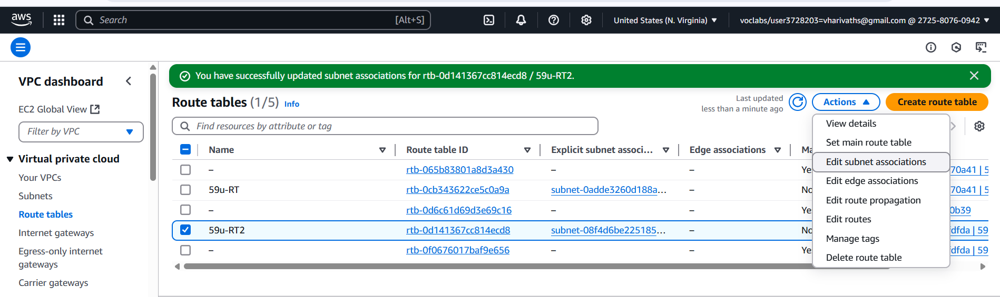 aws
Search [Alt+S]
United States (N. Virginia)
voclabs/user3728203=vharivaths@gmail.com @ 2725-8076-0942
VPC dashboard
EC2 Global View
Filter by VPC
Virtual private cloud
Your VPCs
Subnets
Route tables
Internet gateways
Egress-only internet
gateways
Carrier gateways
You have successfully updated subnet associations for rtb-0d141367cc814ecd8 / 59u-RT2.
Route tables (1/5) Info
Last updated
less than a minute ago
Actions
Create route table
Find resources by attribute or tag
Name Route table ID Explicit subnet associ... Edge associations Ma
– rtb-065b83801a8d3a430 – – Yes 70a41 | 5
59u-RT rtb-0cb343622ce5c0a9a subnet-0adde3260d188a... – No 70a41 | 5
– rtb-0d6c61d69d3e69c16 – – Yes 0b39
59u-RT2 rtb-0d141367cc814ecd8 subnet-08f4d6be225185... – No dfda | 59
– rtb-0f0676017baf9e656 – – Yes dfda | 59
View details
Set main route table
Edit subnet associations
Edit edge associations
Edit route propagation
Edit routes
Manage tags
Delete route table